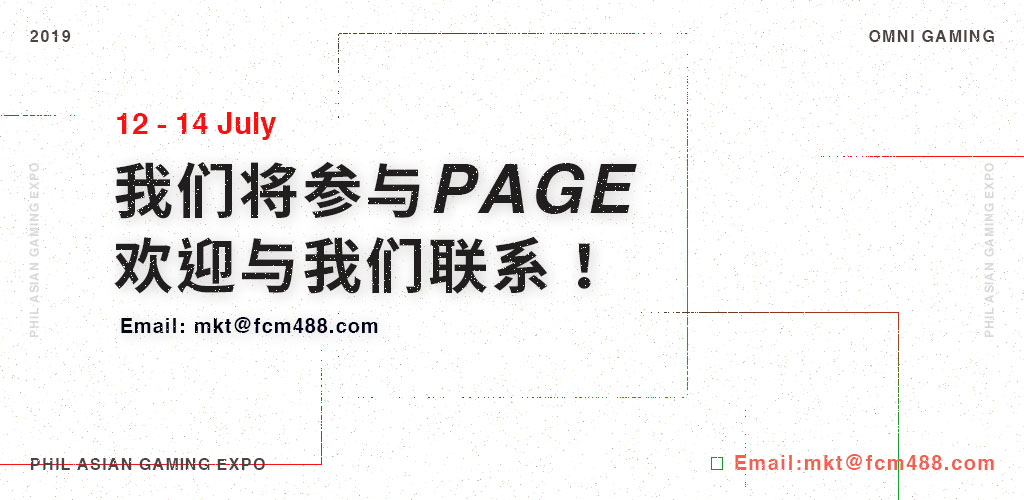 2019
OMNI GAMING
12 - 14 July
我们将参与PAGE
欢迎与我们联系！
Email: mkt@fcm488.com
PHIL ASIAN GAMING EXPO
PHIL ASIAN GAMING EXPO
PHIL ASIAN GAMING EXPO
Email:mkt@fcm488.com